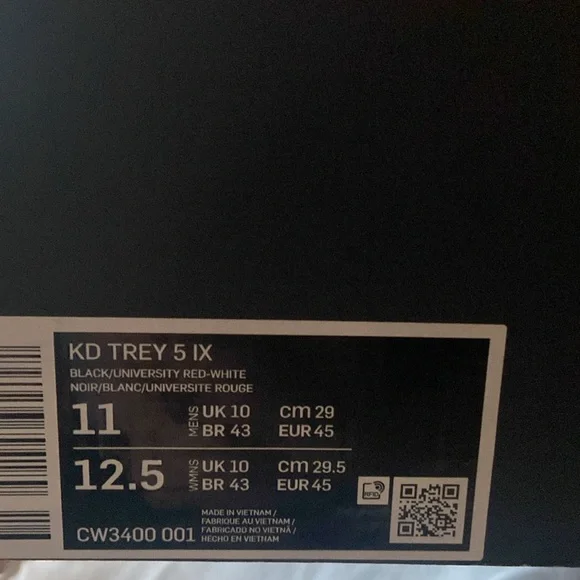 KD TREY 5 IX
BLACK/UNIVERSITY RED-WHITE
NOIR/BLANC/UNIVERSITE ROUGE
11 MENS UK 10 cm 29
BR 43 EUR 45
12.5 WMNS UK 10 cm 29.5
BR 43 EUR 45
RFID
CW3400 001
MADE IN VIETNAM /
FABRIQUE AU VIETNAM /
FABRICADO NO VIETNÃ /
HECHO EN VIETNAM